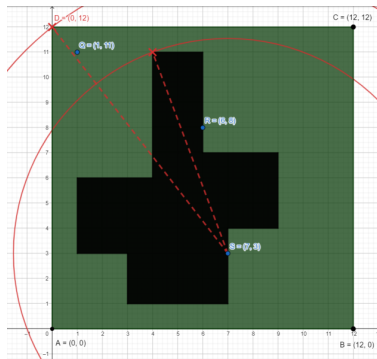 D = (0, 12)
C = (12, 12)
12
Q = (1, 11)
11
10
9
R = (6, 8)
8
7
6
5
4
S = (7, 3)
3
2
1
0 1 2 3 4 5 6 7 8 9 10 11 12
A = (0, 0)
B = (12, 0)
−1